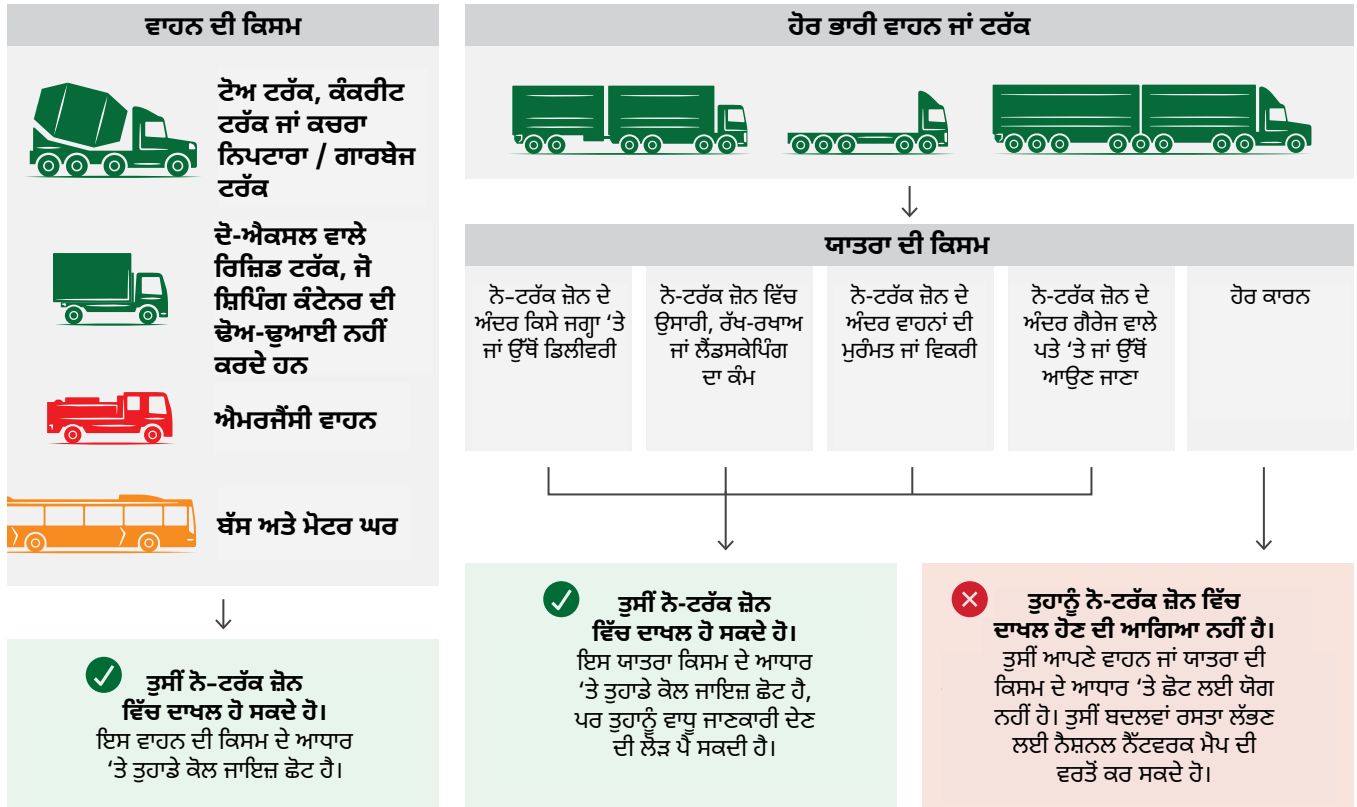 ਵਾਹਨ ਦੀ ਕਿਸਮ
ਟੋਅ ਟਰੱਕ, ਕੰਕਰੀਟ
ਟਰੱਕ ਜਾਂ ਕਚਰਾ
ਨਿਪਟਾਰਾ / ਗਾਰਬੇਜ
ਟਰੱਕ
ਦੋ-ਐਕਸਲ ਵਾਲੇ
ਰਿਜ਼ਿਡ ਟਰੱਕ, ਜੋ
ਸ਼ਿਪਿੰਗ ਕੰਟੇਨਰ ਦੀ
ਢੋਅ-ਢੁਆਈ ਨਹੀਂ
ਕਰਦੇ ਹਨ
ਐਮਰਜੈਂਸੀ ਵਾਹਨ
ਬੱਸ ਅਤੇ ਮੋਟਰ ਘਰ
ਤੁਸੀਂ ਨੋ-ਟਰੱਕ ਜ਼ੋਨ
ਵਿੱਚ ਦਾਖਲ ਹੋ ਸਕਦੇ ਹੋ।
ਇਸ ਵਾਹਨ ਦੀ ਕਿਸਮ ਦੇ ਆਧਾਰ
‘ਤੇ ਤੁਹਾਡੇ ਕੋਲ ਜਾਇਜ਼ ਛੋਟ ਹੈ।
ਹੋਰ ਭਾਰੀ ਵਾਹਨ ਜਾਂ ਟਰੱਕ
ਯਾਤਰਾ ਦੀ ਕਿਸਮ
ਨੋ-ਟਰੱਕ ਜ਼ੋਨ ਦੇ
ਅੰਦਰ ਕਿਸੇ ਜਗ੍ਹਾ ‘ਤੇ
ਜਾਂ ਉੱਥੋਂ ਡਿਲੀਵਰੀ
ਨੋ-ਟਰੱਕ ਜ਼ੋਨ ਵਿੱਚ
ਉਸਾਰੀ, ਰੱਖ-ਰਖਾਅ
ਜਾਂ ਲੈਂਡਸਕੇਪਿੰਗ
ਦਾ ਕੰਮ
ਨੋ-ਟਰੱਕ ਜ਼ੋਨ ਦੇ
ਅੰਦਰ ਵਾਹਨਾਂ ਦੀ
ਮੁਰੰਮਤ ਜਾਂ ਵਿਕਰੀ
ਨੋ-ਟਰੱਕ ਜ਼ੋਨ ਦੇ
ਅੰਦਰ ਗੈਰੇਜ ਵਾਲੇ
ਪਤੇ ‘ਤੇ ਜਾਂ ਉੱਥੋਂ
ਆਉਣ ਜਾਣਾ
ਹੋਰ ਕਾਰਨ
ਤੁਸੀਂ ਨੋ-ਟਰੱਕ ਜ਼ੋਨ
ਵਿੱਚ ਦਾਖਲ ਹੋ ਸਕਦੇ ਹੋ।
ਇਸ ਯਾਤਰਾ ਕਿਸਮ ਦੇ ਆਧਾਰ
‘ਤੇ ਤੁਹਾਡੇ ਕੋਲ ਜਾਇਜ਼ ਛੋਟ ਹੈ,
ਪਰ ਤੁਹਾਨੂੰ ਵਾਧੂ ਜਾਣਕਾਰੀ ਦੇਣ
ਦੀ ਲੋੜ ਪੈ ਸਕਦੀ ਹੈ।
ਤੁਹਾਨੂੰ ਨੋ-ਟਰੱਕ ਜ਼ੋਨ ਵਿੱਚ
ਦਾਖਲ ਹੋਣ ਦੀ ਆਗਿਆ ਨਹੀਂ ਹੈ।
ਤੁਸੀਂ ਆਪਣੇ ਵਾਹਨ ਜਾਂ ਯਾਤਰਾ ਦੀ
ਕਿਸਮ ਦੇ ਆਧਾਰ ‘ਤੇ ਛੋਟ ਲਈ ਯੋਗ
ਨਹੀਂ ਹੋ। ਤੁਸੀਂ ਬਦਲਵਾਂ ਰਸਤਾ ਲੱਭਣ
ਲਈ ਨੈਸ਼ਨਲ ਨੈੱਟਵਰਕ ਮੈਪ ਦੀ
ਵਰਤੋਂ ਕਰ ਸਕਦੇ ਹੋ।